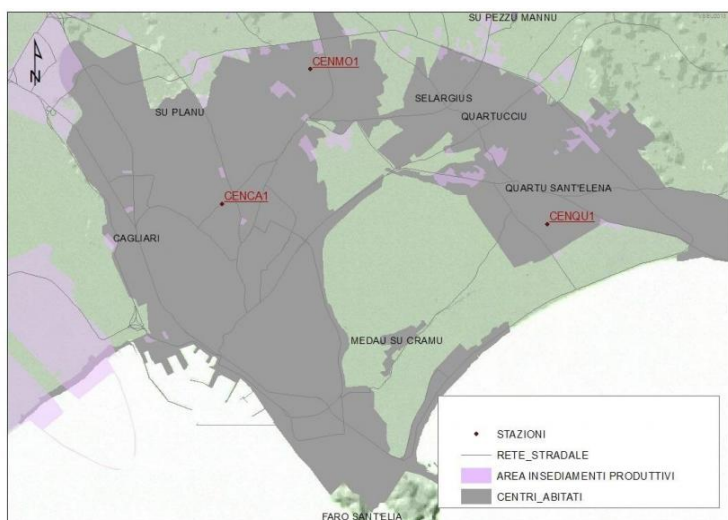 SU PEZZU MANNU
N
CENMO1
SELARGIUS
SU PLANU
QUARTUCCIU
QUARTU SANT'ELENA
CENCA1
CENQU1
CAGLIARI
MEDAU SU CRAMU
STAZIONI
RETE_STRADALE
AREA INSEDIAMENTI PRODUTTIVI
CENTRI_ABITATI
FARO SANT'ELIA